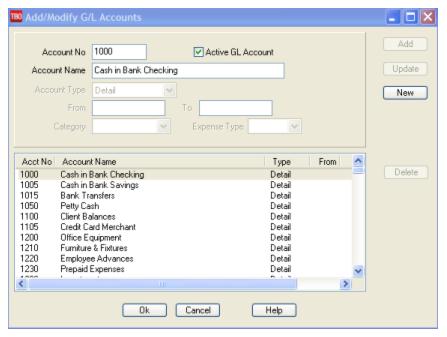 TBO Add/Modify G/L Accounts
Account No 1000 Active GL Account Add
Account Name Cash in Bank Checking Update
Account Type Detail New
From To
Category Expense Type
Acct No Account Name Type From
1000 Cash in Bank Checking Detail Delete
1005 Cash in Bank Savings Detail
1015 Bank Transfers Detail
1050 Petty Cash Detail
1100 Client Balances Detail
1105 Credit Card Merchant Detail
1200 Office Equipment Detail
1210 Furniture & Fixtures Detail
1220 Employee Advances Detail
1230 Prepaid Expenses Detail
Ok Cancel Help